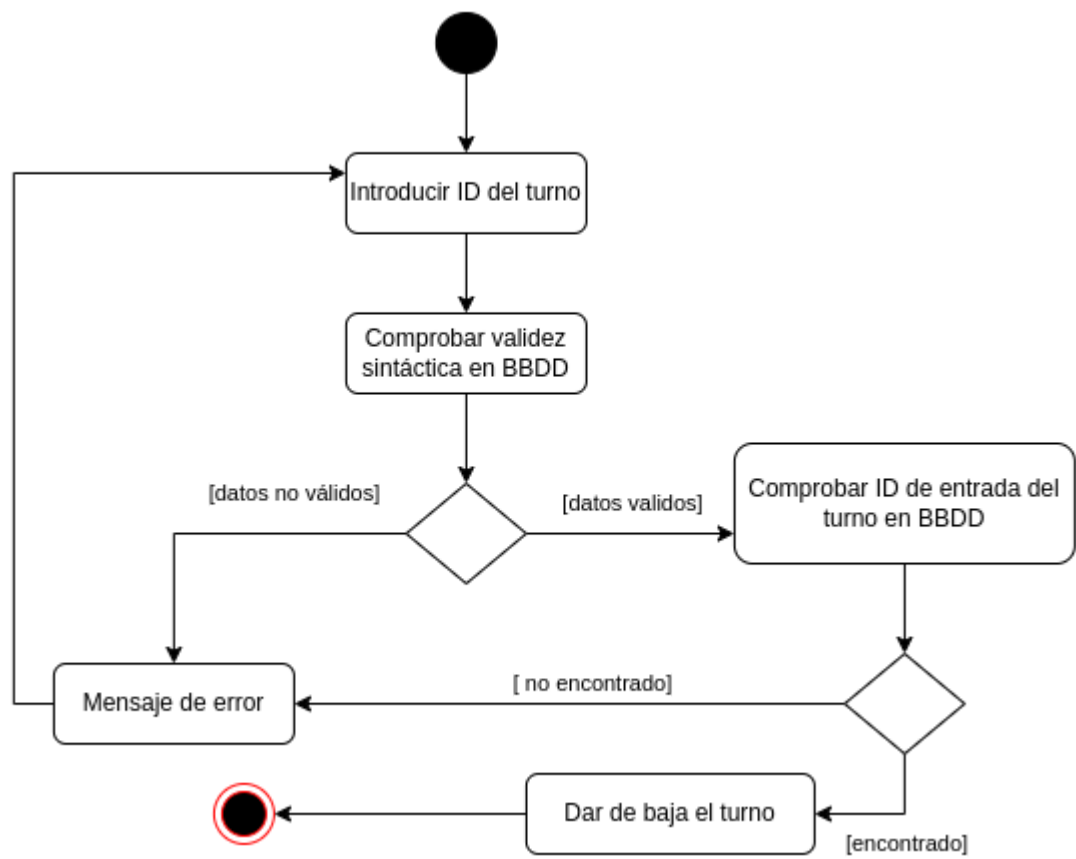 Introducir ID del turno
Comprobar validez
sintáctica en BBDD
[datos no válidos]
[datos validos]
Comprobar ID de entrada del
turno en BBDD
[ no encontrado]
Mensaje de error
Dar de baja el turno
[encontrado]